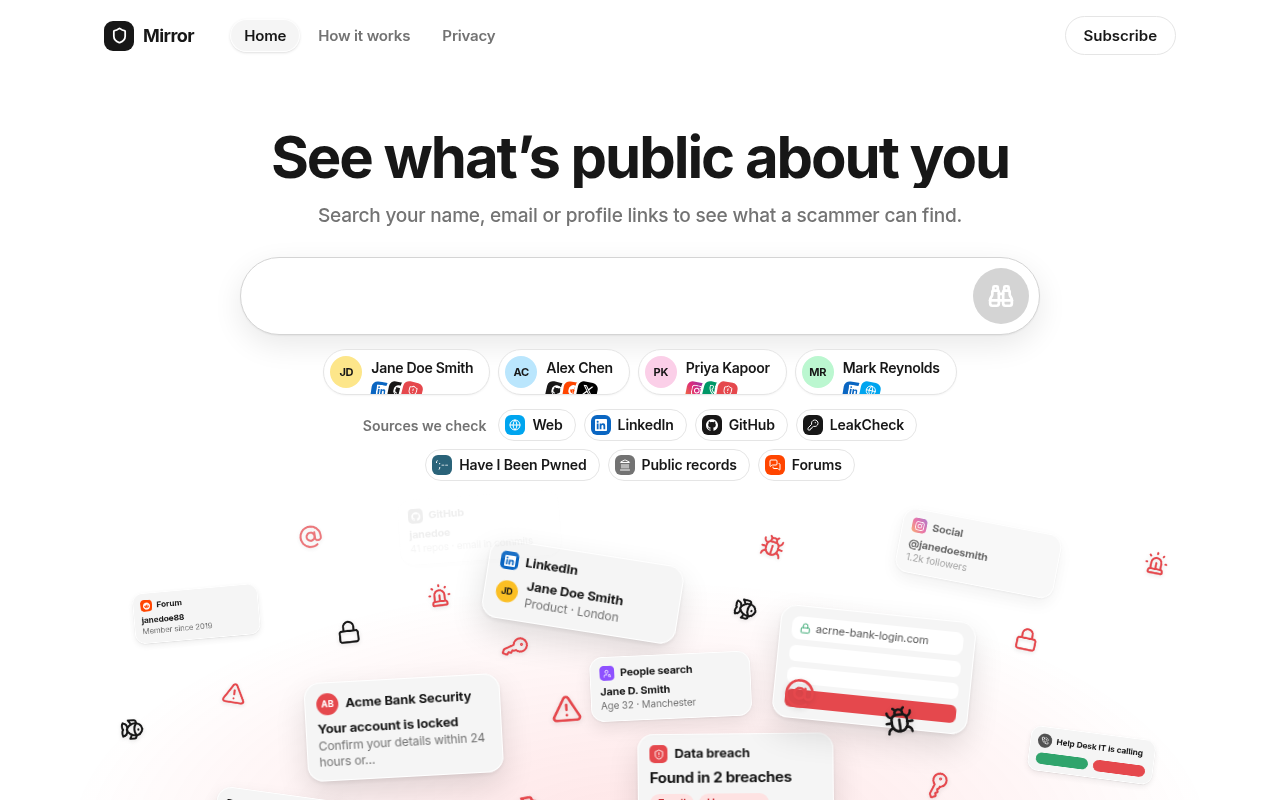 Mirror
Home
How it works
Privacy
Subscribe
See what's public about you
Search your name, email or profile links to see what a scammer can find.
JD Jane Doe Smith
AC Alex Chen
PK Priya Kapoor
MR Mark Reynolds
Sources we check
Web
LinkedIn
GitHub
LeakCheck
Have I Been Pwned
Public records
Forums
GitHub
janedoe
Social
@janedoesmith
1.2k followers
LinkedIn
JD Jane Doe Smith
Product · London
Forum
janedoe88
Member since 2019
acrne-bank-login.com
People search
Jane D. Smith
Age 32 · Manchester
AB Acme Bank Security
Your account is locked
Confirm your details within 24
hours or...
Help Desk IT is calling
Data breach
Found in 2 breaches